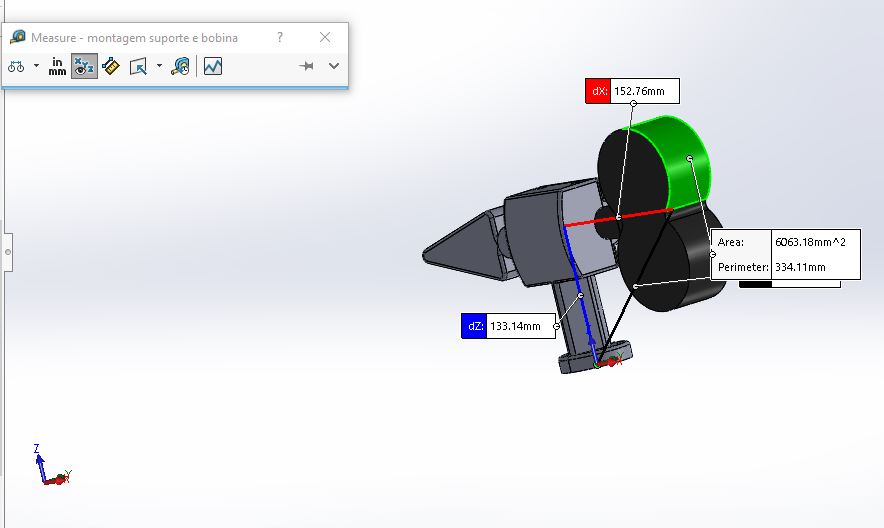 Measure - montagem suporte e bobina
in
mm
XYZ
dX: 152.76mm
Area: 6063.18mm^2
Perimeter: 334.11mm
dZ: 133.14mm
Y
X
Z
Y
X